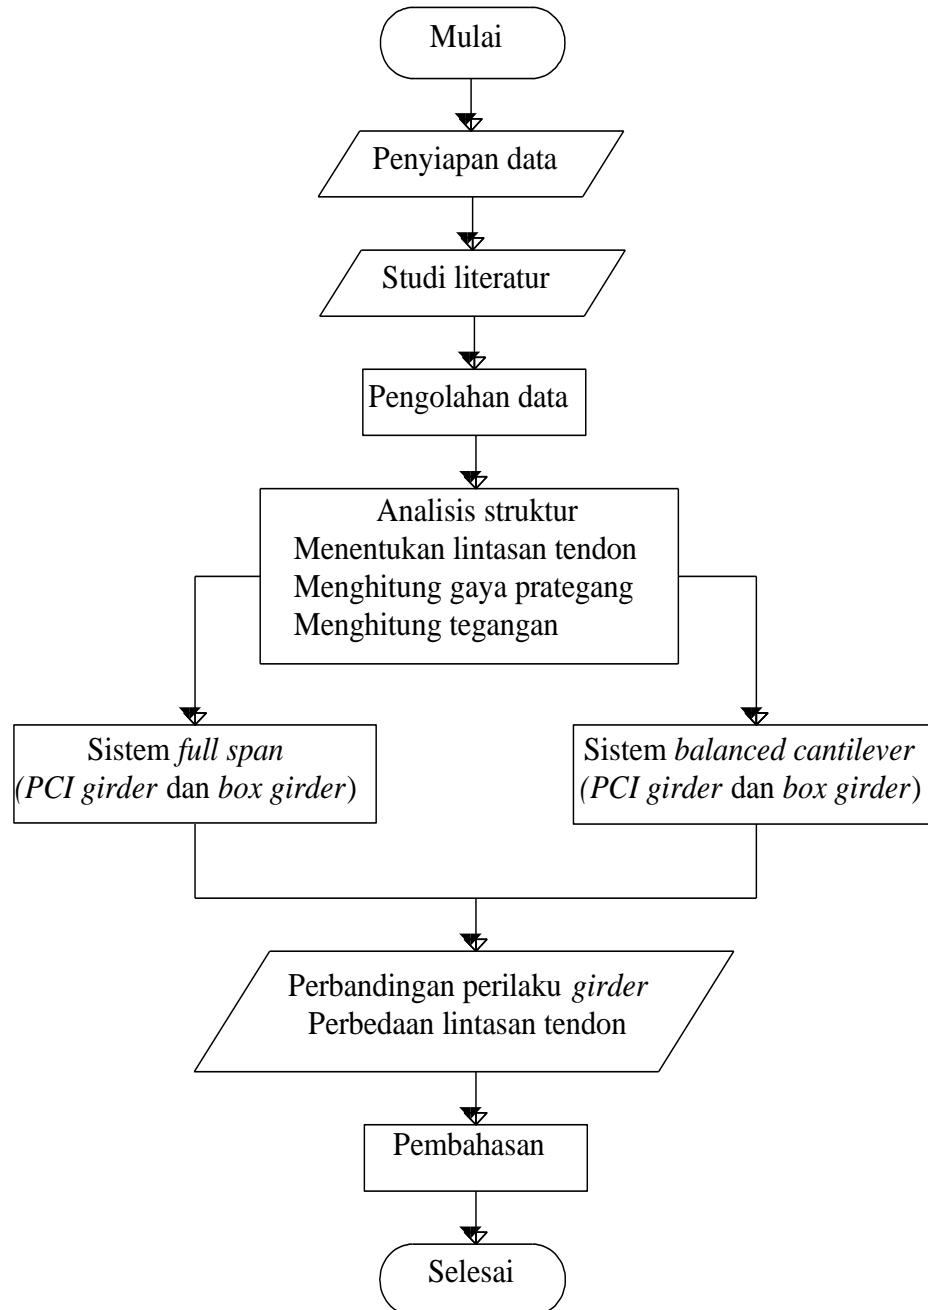 Mulai
Penyiapan data
Studi literatur
Pengolahan data
Analisis struktur
Menentukan lintasan tendon
Menghitung gaya prategang
Menghitung tegangan
Sistem full span
(PCI girder dan box girder)
Sistem balanced cantilever
(PCI girder dan box girder)
Perbandingan perilaku girder
Perbedaan lintasan tendon
Pembahasan
Selesai